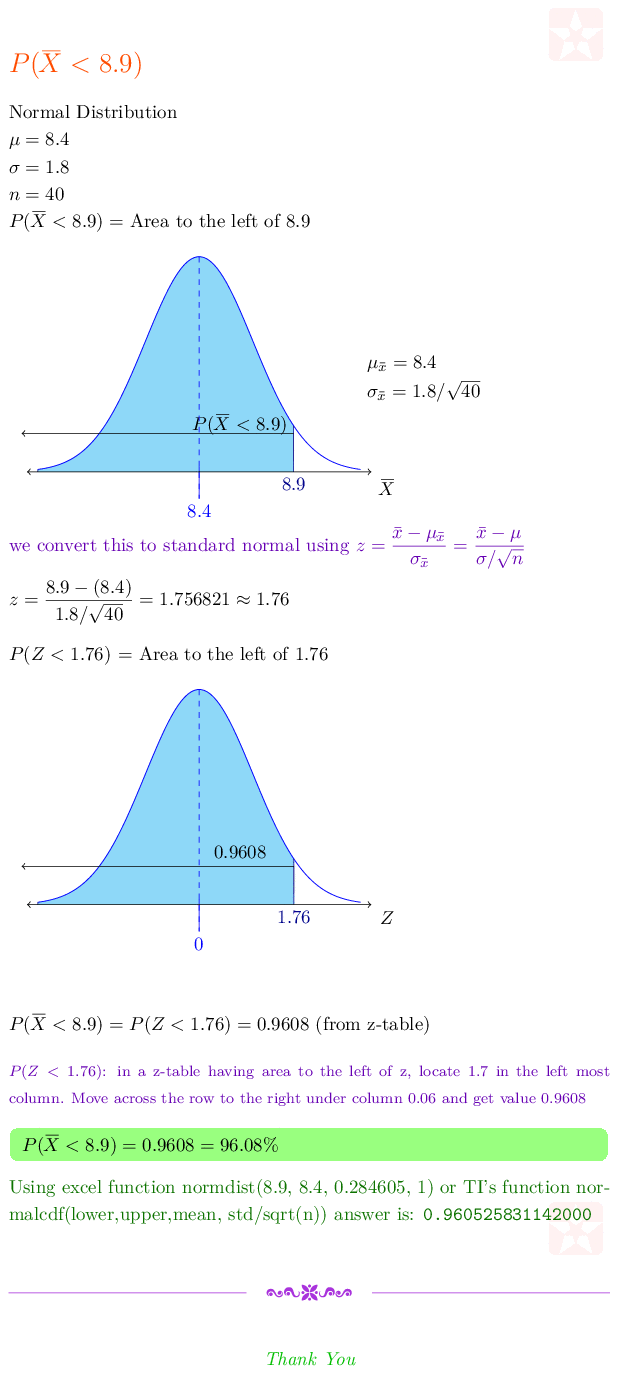 P(X̅ < 8.9)
Normal Distribution
μ = 8.4
σ = 1.8
n = 40
P(X̅ < 8.9) = Area to the left of 8.9
μ_x̄ = 8.4
σ_x̄ = 1.8/√40
P(X̅ < 8.9)
8.9
X̅
8.4
we convert this to standard normal using z = (x̄ − μ_x̄)/σ_x̄ = (x̄ − μ)/(σ/√n)
z = (8.9 − (8.4))/(1.8/√40) = 1.756821 ≈ 1.76
P(Z < 1.76) = Area to the left of 1.76
0.9608
1.76
Z
0
P(X̅ < 8.9) = P(Z < 1.76) = 0.9608 (from z-table)
P(Z < 1.76): in a z-table having area to the left of z, locate 1.7 in the left most
column. Move across the row to the right under column 0.06 and get value 0.9608
P(X̅ < 8.9) = 0.9608 = 96.08%
Using excel function normdist(8.9, 8.4, 0.284605, 1) or TI's function nor-
malcdf(lower,upper,mean, std/sqrt(n)) answer is: 0.960525831142000
Thank You